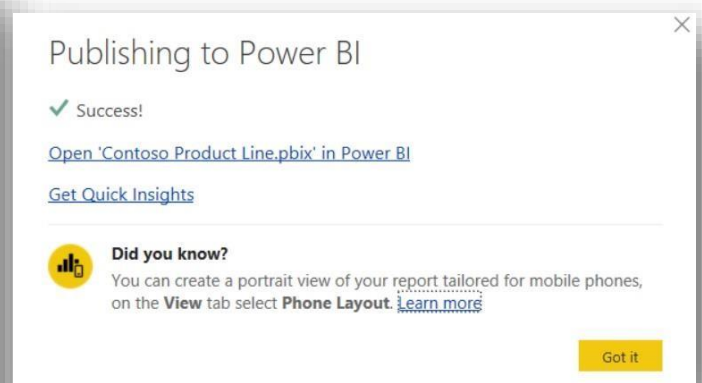 Publishing to Power BI
Success!
Open 'Contoso Product Line.pbix' in Power BI
Get Quick Insights
Did you know?
You can create a portrait view of your report tailored for mobile phones,
on the View tab select Phone Layout. Learn more
Got it